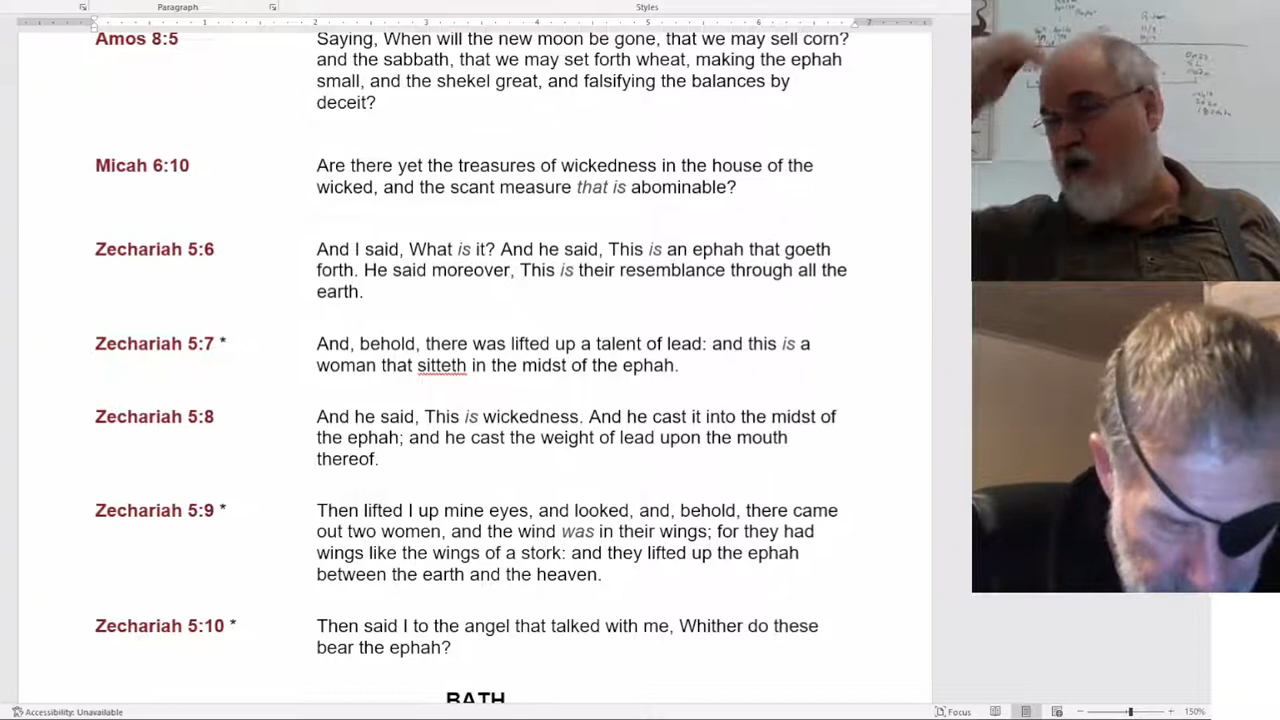 Paragraph
Styles
1 2 3 4 5 6 7
Amos 8:5 Saying, When will the new moon be gone, that we may sell corn?
and the sabbath, that we may set forth wheat, making the ephah
small, and the shekel great, and falsifying the balances by
deceit?
Micah 6:10 Are there yet the treasures of wickedness in the house of the
wicked, and the scant measure that is abominable?
Zechariah 5:6 And I said, What is it? And he said, This is an ephah that goeth
forth. He said moreover, This is their resemblance through all the
earth.
Zechariah 5:7 * And, behold, there was lifted up a talent of lead: and this is a
woman that sitteth in the midst of the ephah.
Zechariah 5:8 And he said, This is wickedness. And he cast it into the midst of
the ephah; and he cast the weight of lead upon the mouth
thereof.
Zechariah 5:9 * Then lifted I up mine eyes, and looked, and, behold, there came
out two women, and the wind was in their wings; for they had
wings like the wings of a stork: and they lifted up the ephah
between the earth and the heaven.
Zechariah 5:10 * Then said I to the angel that talked with me, Whither do these
bear the ephah?
BATH
Accessibility: Unavailable
Focus
150%